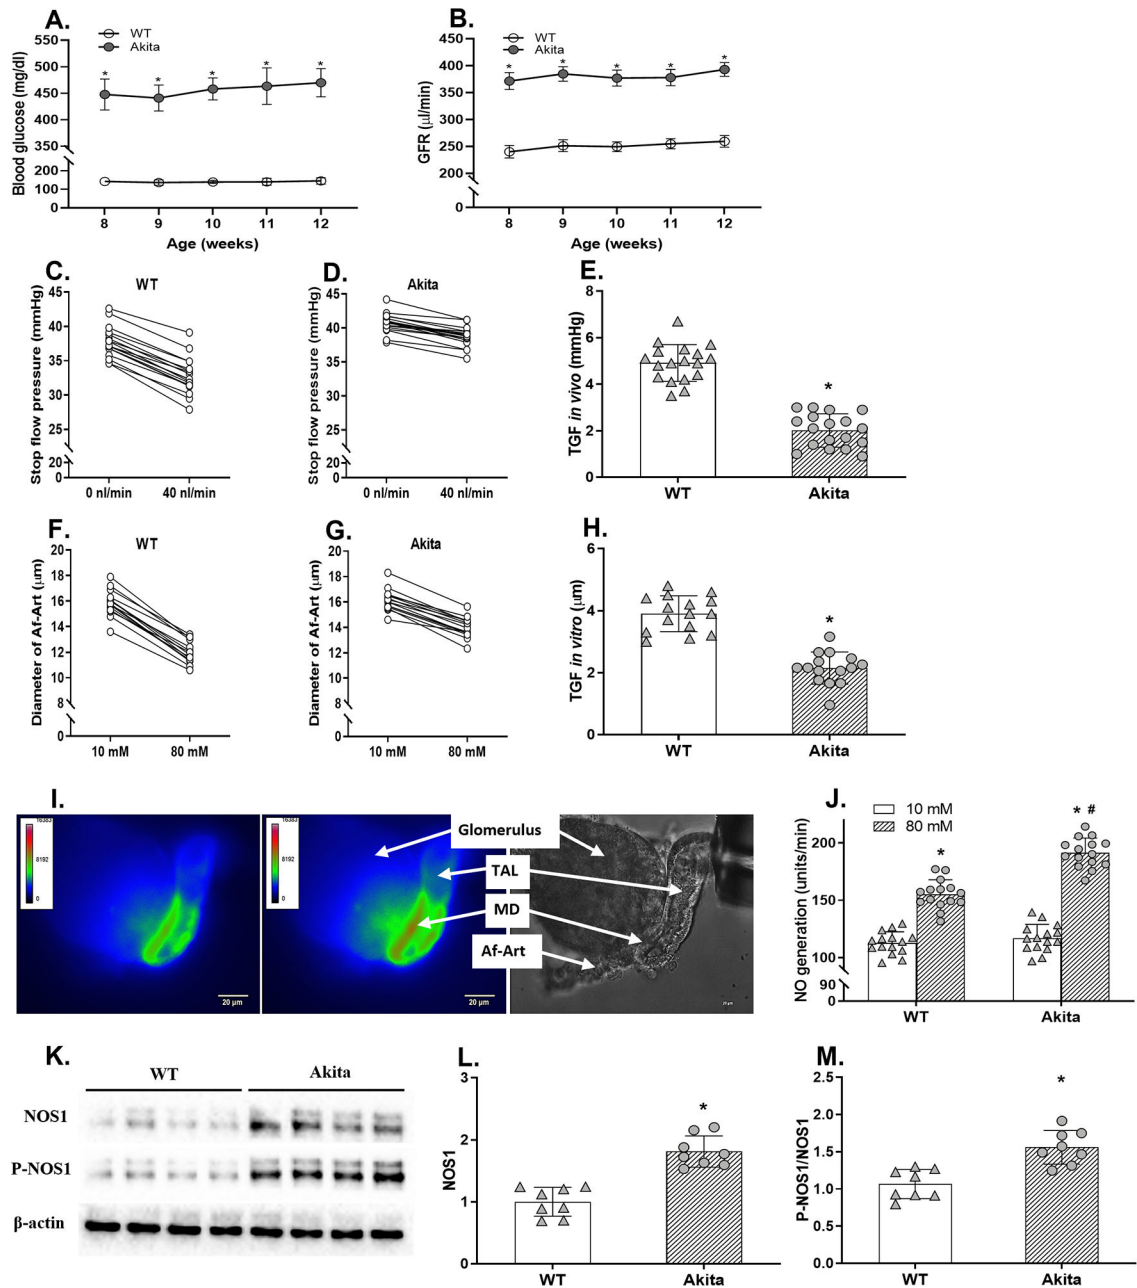 A.
WT
Akita
Blood glucose (mg/dl)
550
500
450
400
350
200
100
0
* * * * *
8 9 10 11 12
Age (weeks)
B.
WT
Akita
GFR (μl/min)
450
400
350
300
250
200
0
* * * * *
8 9 10 11 12
Age (weeks)
C.
WT
Stop flow pressure (mmHg)
45
40
35
30
25
20
0
0 nl/min 40 nl/min
D.
Akita
Stop flow pressure (mmHg)
45
40
35
30
25
20
0
0 nl/min 40 nl/min
E.
TGF in vivo (mmHg)
8
6
4
2
0
*
WT Akita
F.
WT
Diameter of Af-Art (μm)
20
18
16
14
12
10
8
0
10 mM 80 mM
G.
Akita
Diameter of Af-Art (μm)
20
18
16
14
12
10
8
0
10 mM 80 mM
H.
TGF in vitro (μm)
6
4
2
0
*
WT Akita
I.
16383
8192
0
20 μm
16383
8192
0
20 μm
Glomerulus
TAL
MD
Af-Art
20 μm
J.
10 mM
80 mM
NO generation (units/min)
200
150
100
90
0
*
* #
WT Akita
K.
WT Akita
NOS1
P-NOS1
β-actin
L.
NOS1
3
2
1
0
*
WT Akita
M.
P-NOS1/NOS1
2.5
2.0
1.5
1.0
0.5
0.0
*
WT Akita